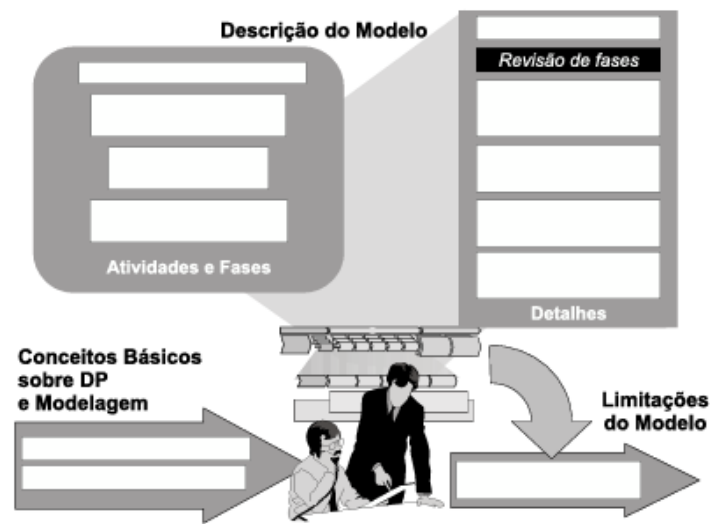 Descrição do Modelo
Revisão de fases
Atividades e Fases
Detalhes
Conceitos Básicos
sobre DP
e Modelagem
Limitações
do Modelo